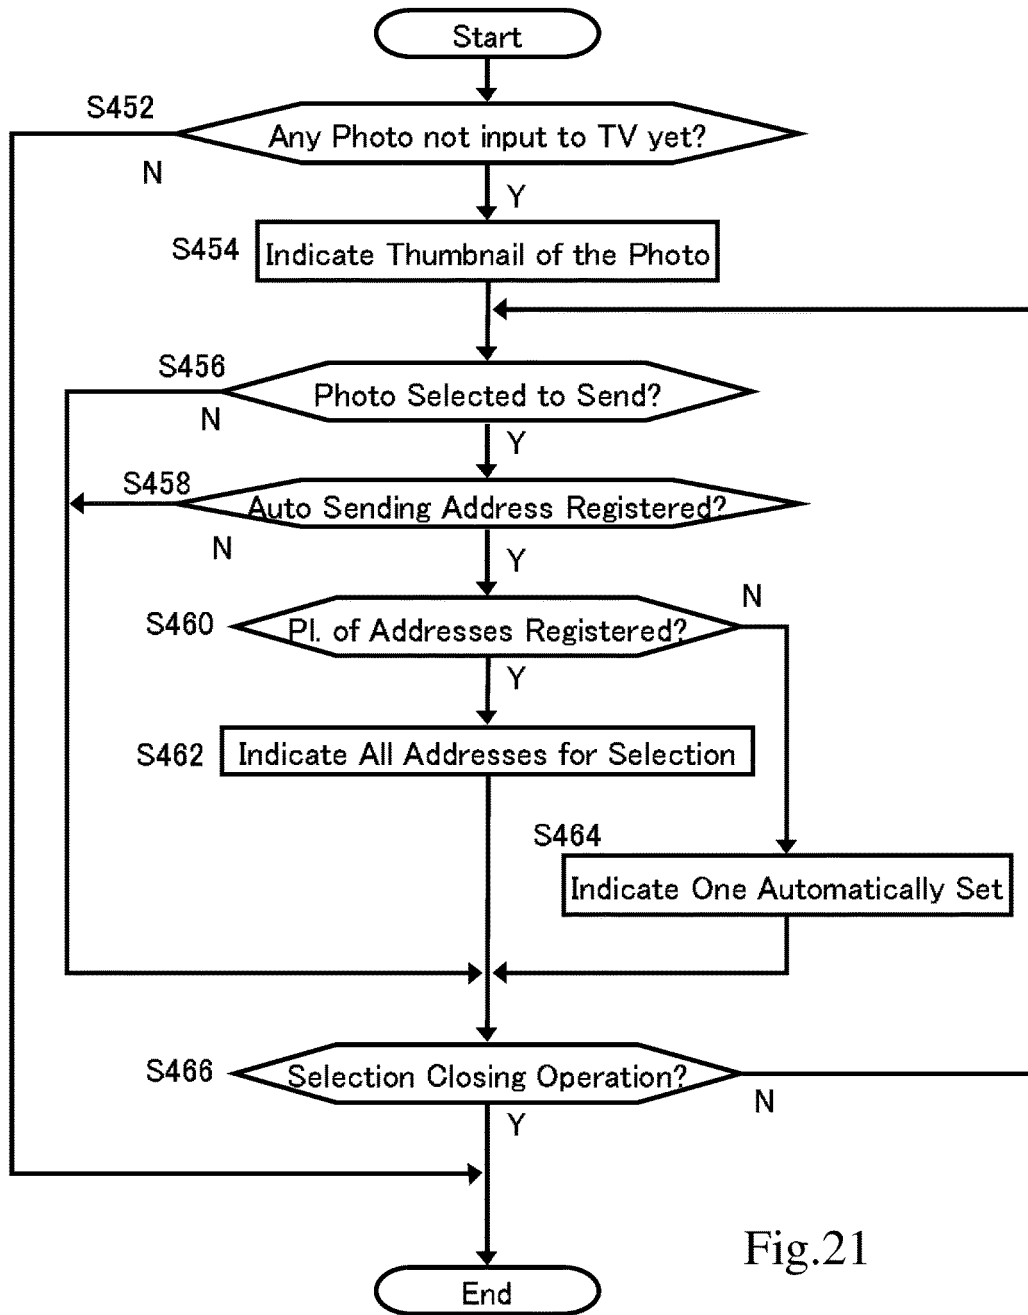 Start
S452
Any Photo not input to TV yet?
N
Y
S454
Indicate Thumbnail of the Photo
S456
Photo Selected to Send?
N
Y
S458
Auto Sending Address Registered?
N
Y
N
S460
Pl. of Addresses Registered?
Y
S462
Indicate All Addresses for Selection
S464
Indicate One Automatically Set
S466
Selection Closing Operation?
N
Y
Fig.21
End